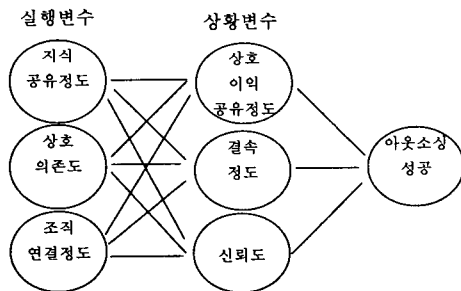 실행변수
상황변수
지식
공유정도
상호
이익
공유정도
상호
의존도
결속
정도
아웃소싱
성공
조직
연결정도
신뢰도